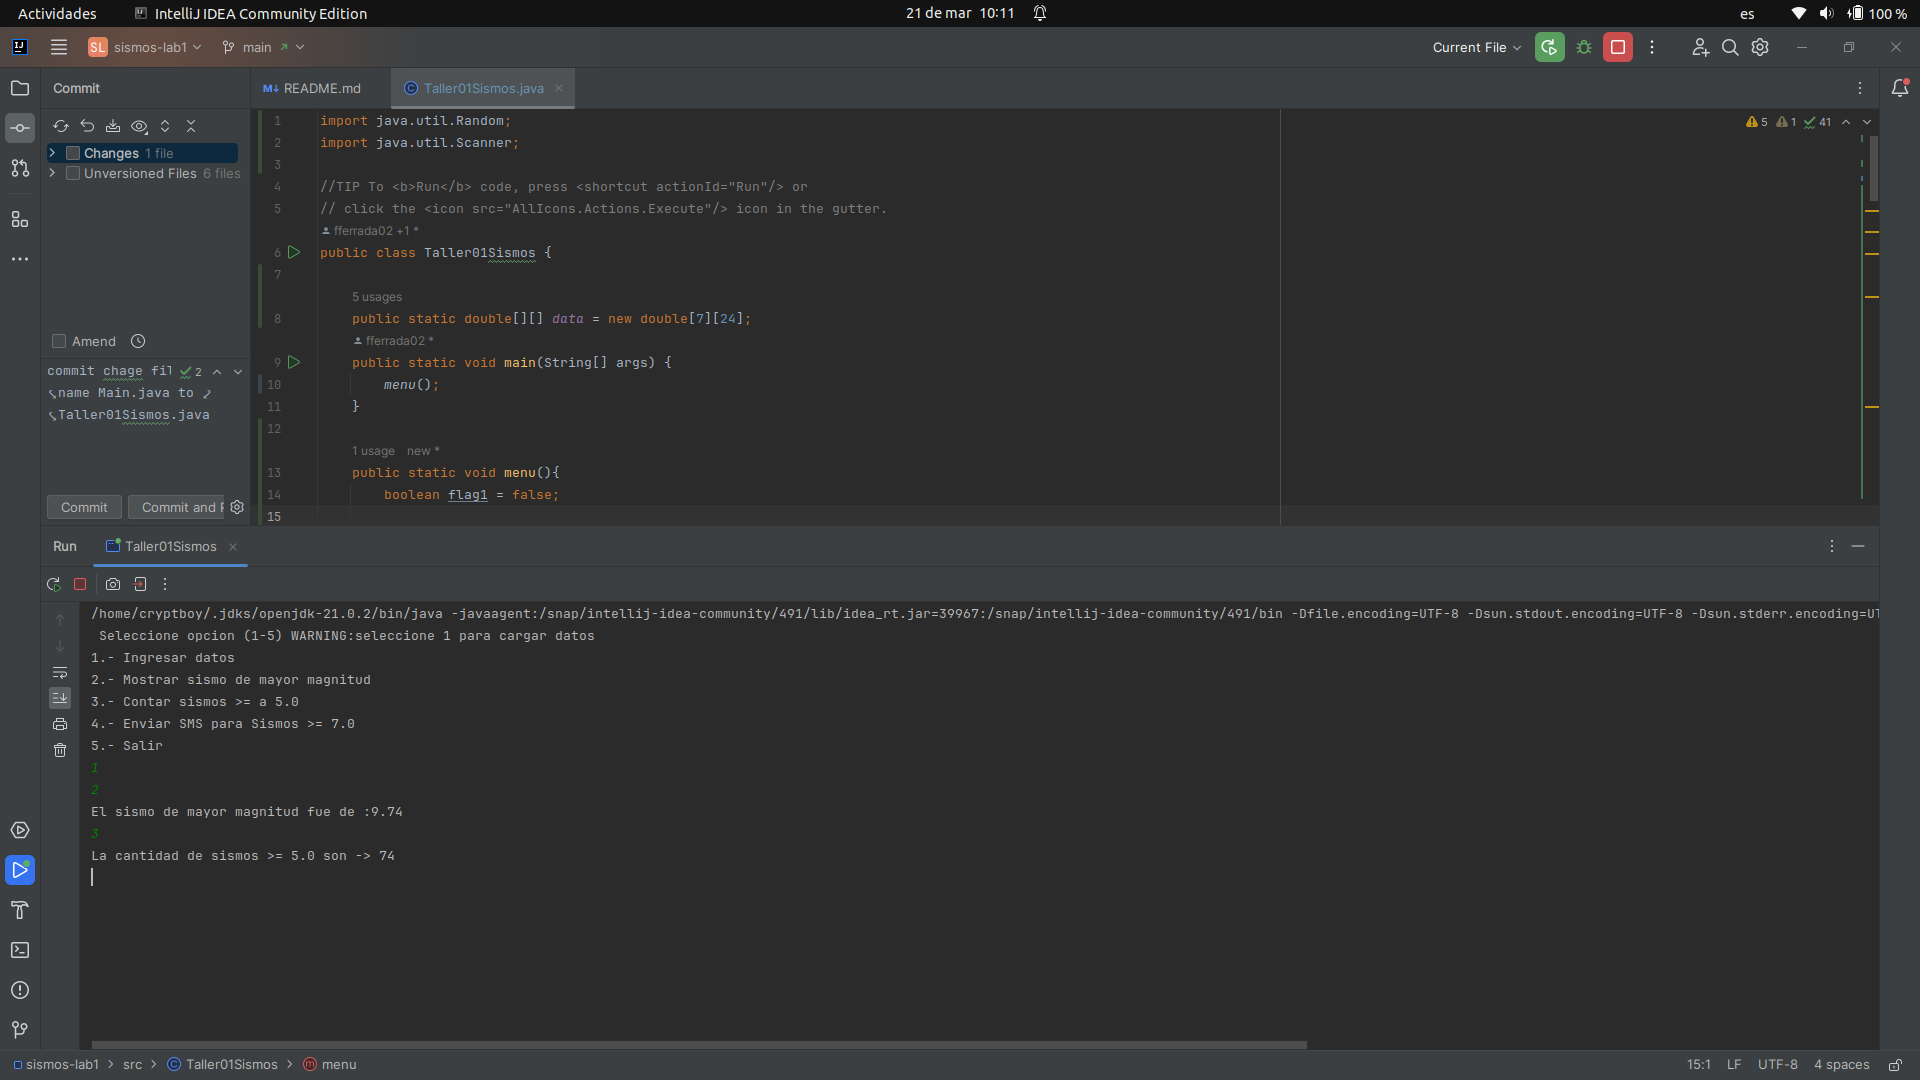 Actividades IntelliJ IDEA Community Edition 21 de mar 10:11 es 100 %
SL sismos-lab1 main Current File
Commit README.md Taller01Sismos.java
Changes 1 file
Unversioned Files 6 files
Amend
commit chage fil 2
name Main.java to
Taller01Sismos.java
Commit Commit and P
5 1 41
1 import java.util.Random;
2 import java.util.Scanner;
3
4 //TIP To <b>Run</b> code, press <shortcut actionId="Run"/> or
5 // click the <icon src="AllIcons.Actions.Execute"/> icon in the gutter.
fferrada02 +1 *
6 public class Taller01Sismos {
7
5 usages
8 public static double[][] data = new double[7][24];
fferrada02 *
9 public static void main(String[] args) {
10 menu();
11 }
12
1 usage new *
13 public static void menu(){
14 boolean flag1 = false;
15
Run Taller01Sismos
/home/cryptboy/.jdks/openjdk-21.0.2/bin/java -javaagent:/snap/intellij-idea-community/491/lib/idea_rt.jar=39967:/snap/intellij-idea-community/491/bin -Dfile.encoding=UTF-8 -Dsun.stdout.encoding=UTF-8 -Dsun.stderr.encoding=UT
Seleccione opcion (1-5) WARNING:seleccione 1 para cargar datos
1.- Ingresar datos
2.- Mostrar sismo de mayor magnitud
3.- Contar sismos >= a 5.0
4.- Enviar SMS para Sismos >= 7.0
5.- Salir
1
2
El sismo de mayor magnitud fue de :9.74
3
La cantidad de sismos >= 5.0 son -> 74
sismos-lab1 > src > Taller01Sismos > menu 15:1 LF UTF-8 4 spaces